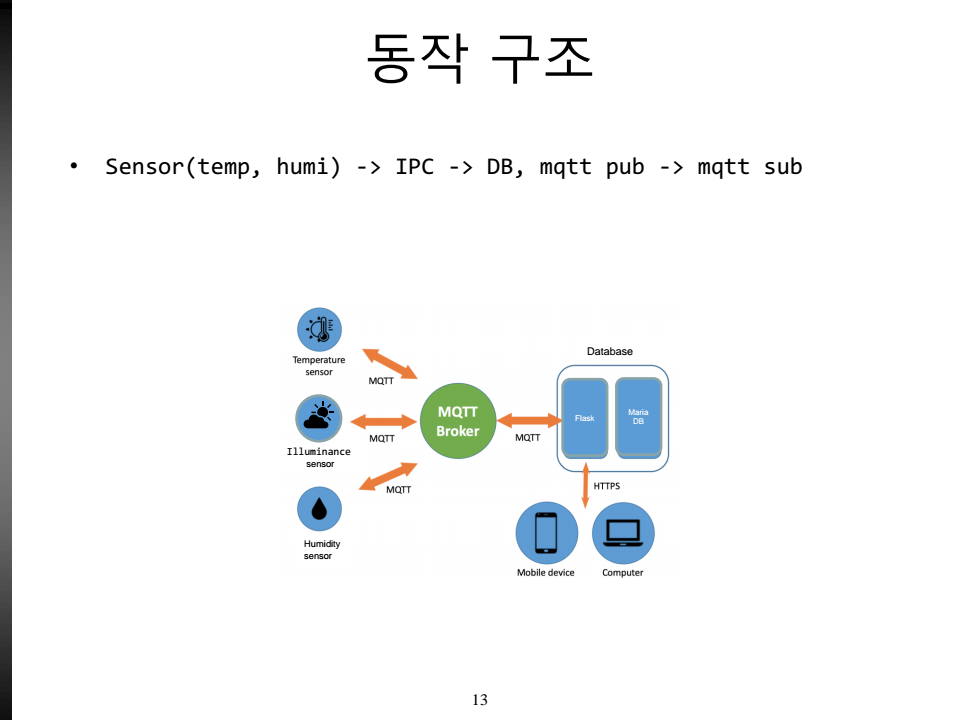 동작 구조
• Sensor(temp, humi) -> IPC -> DB, mqtt pub -> mqtt sub
Temperature
sensor
MQTT
Illuminance
sensor
MQTT
Humidity
sensor
MQTT
MQTT
Broker
MQTT
Database
Flask
Maria
DB
HTTPS
Mobile device
Computer
13